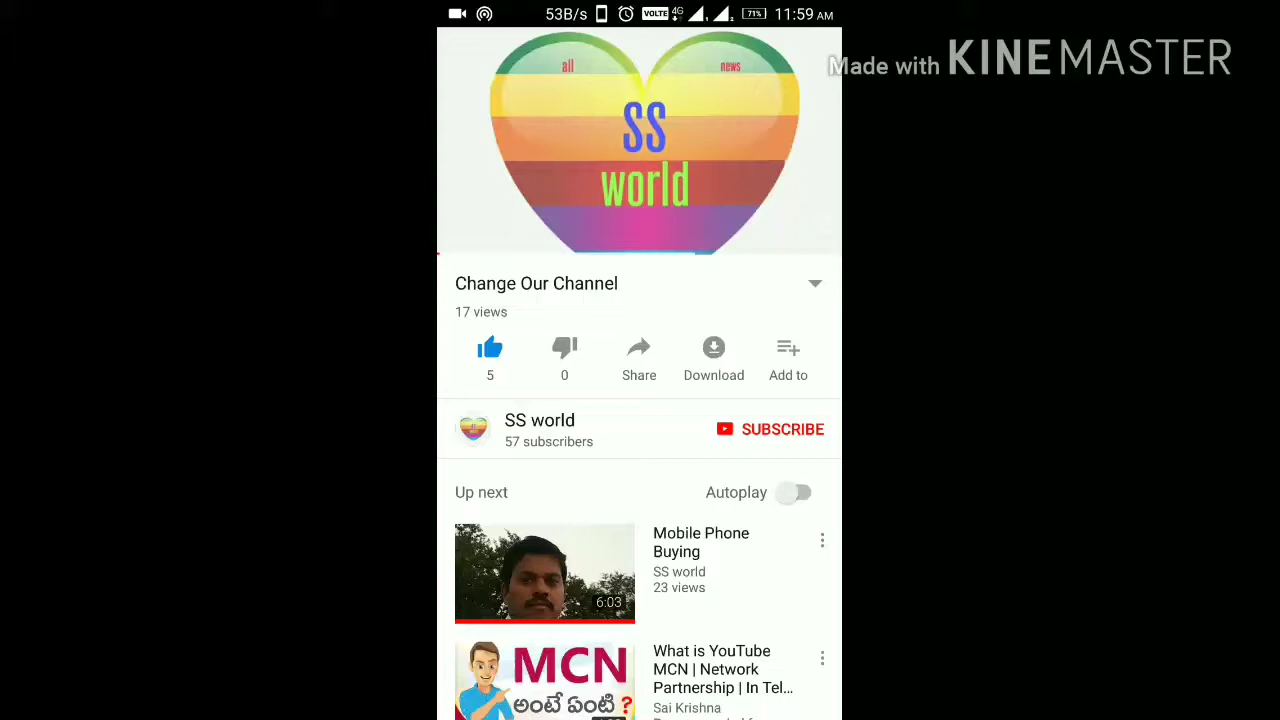 53B/s VOLTE 4G 1 2 71% 11:59 AM
Made with KINEMASTER
all news
SS
world
Change Our Channel
17 views
5 0 Share Download Add to
SS world
57 subscribers
SUBSCRIBE
Up next Autoplay
Mobile Phone
Buying
SS world
23 views
6:03
What is YouTube
MCN | Network
Partnership | In Tel...
Sai Krishna
MCN
అంటే ఏంటి ?